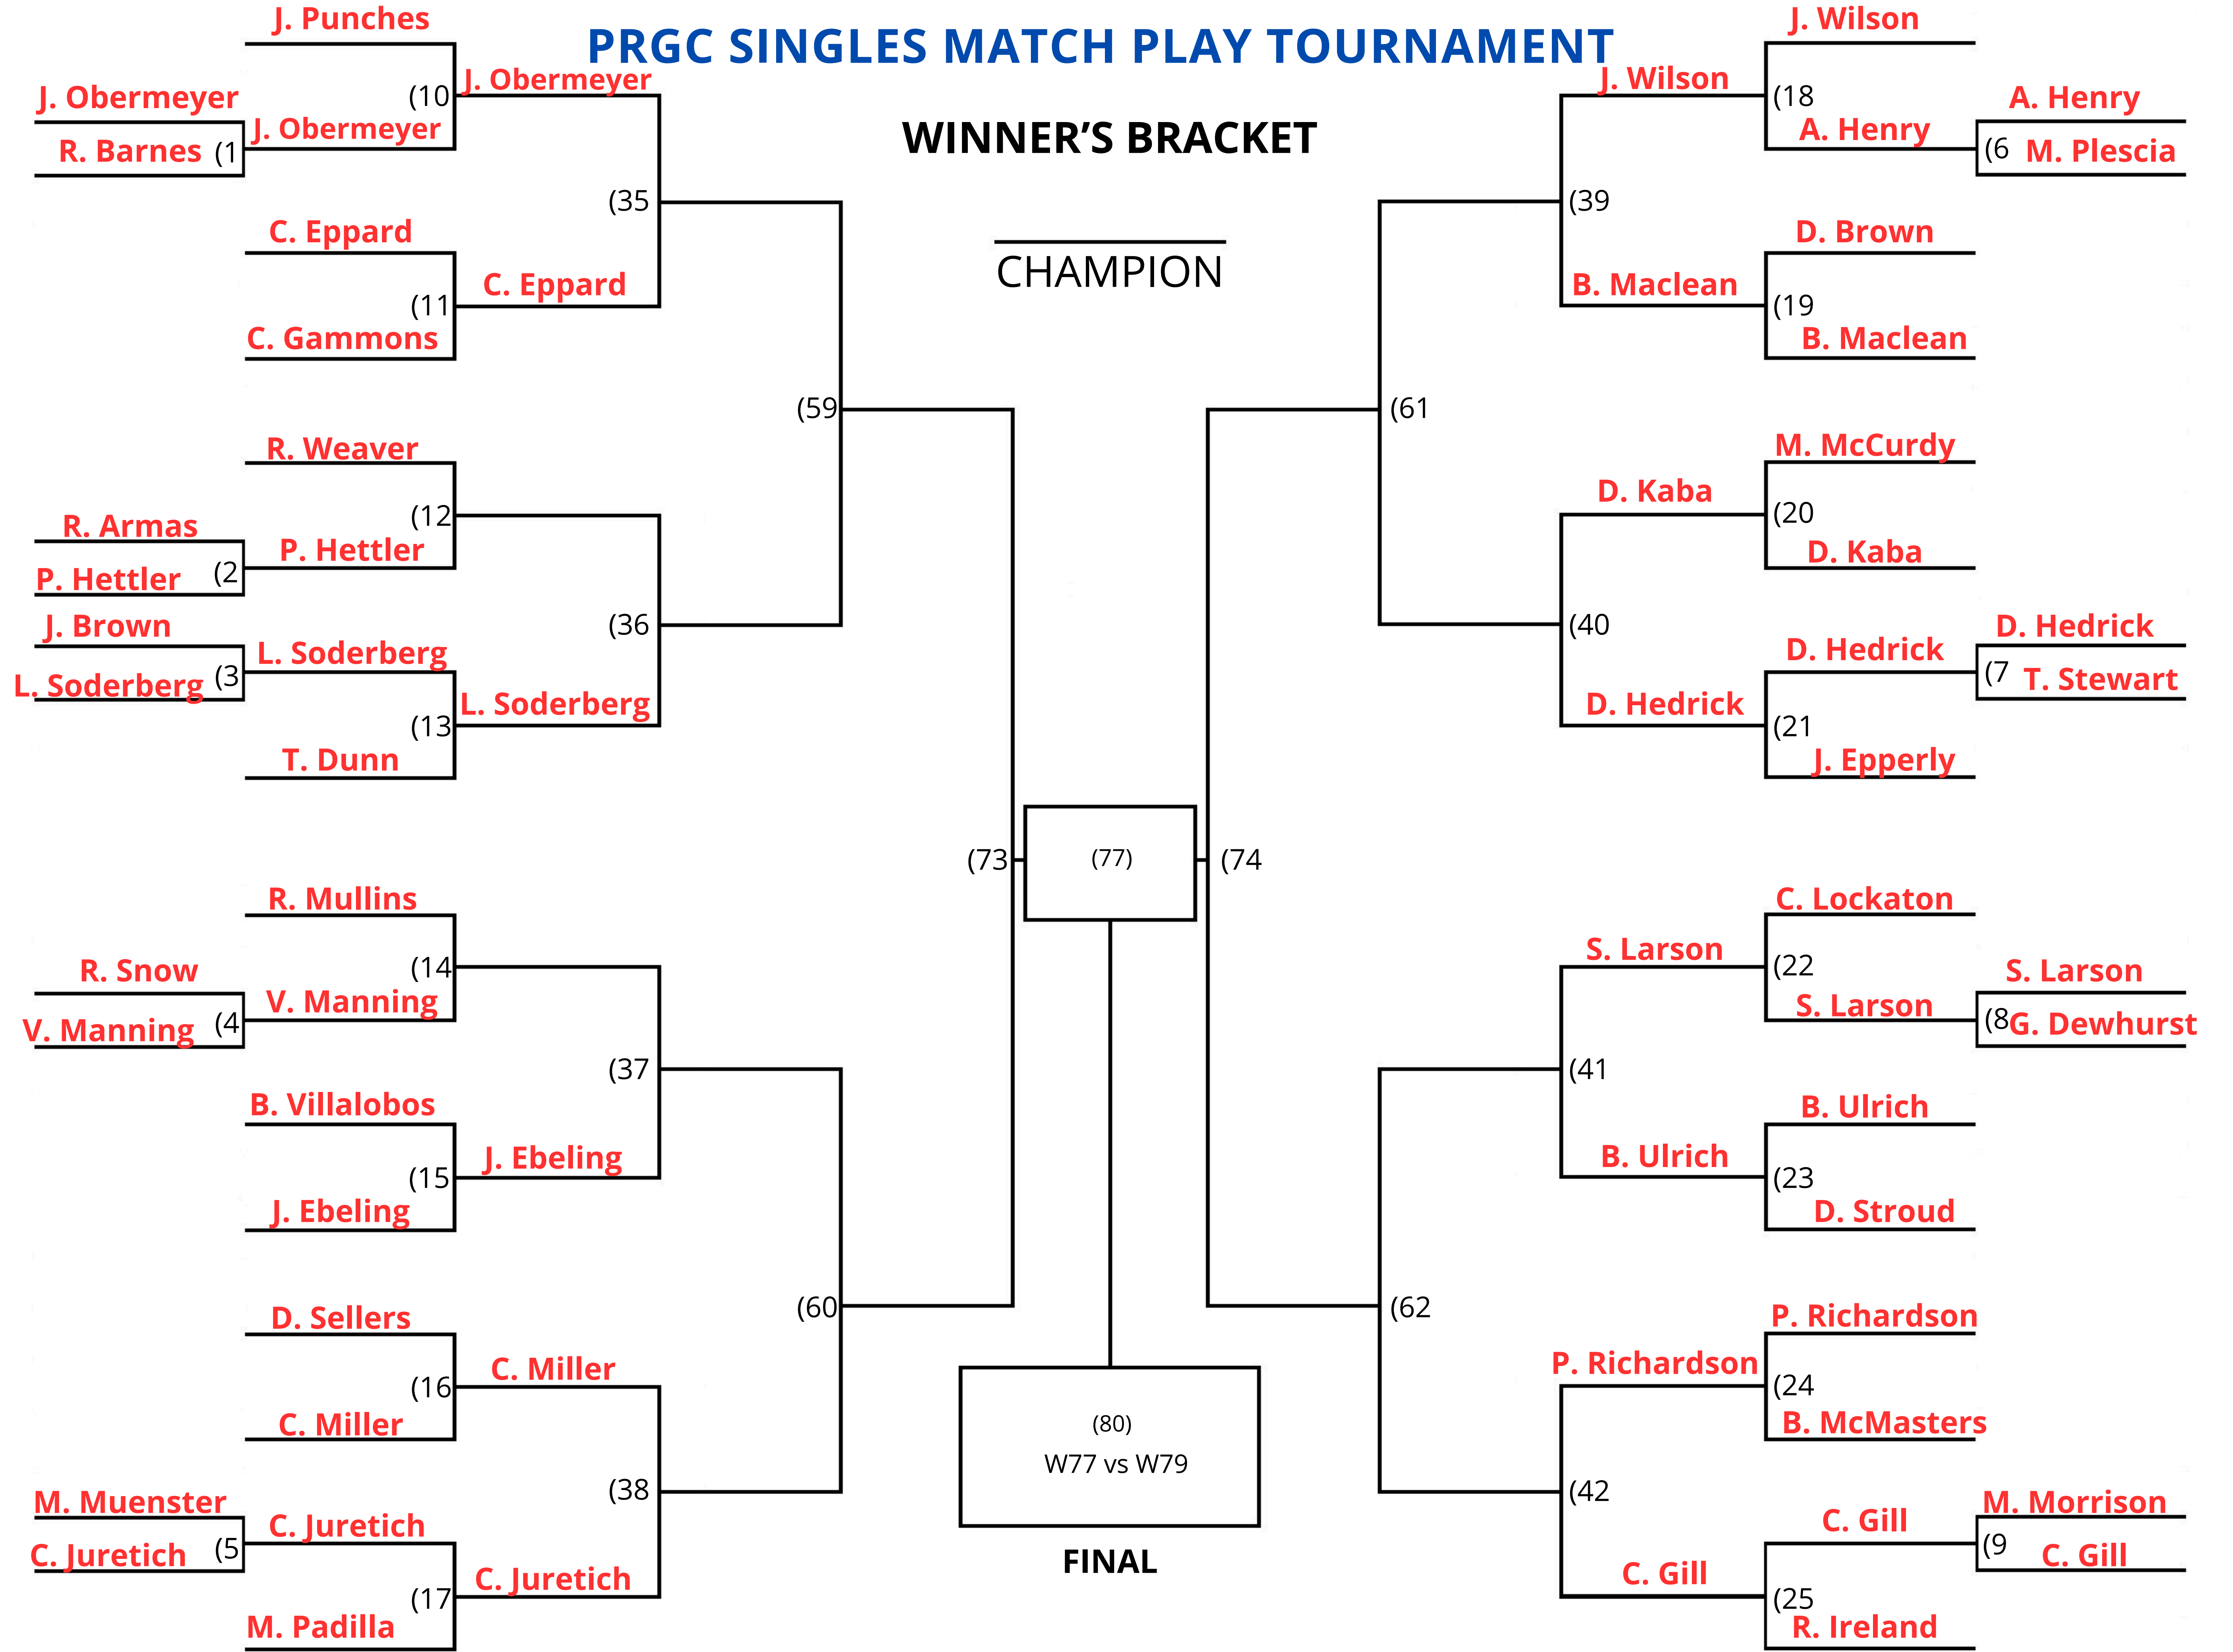 PRGC SINGLES MATCH PLAY TOURNAMENT
WINNER'S BRACKET
CHAMPION
J. Punches
J. Obermeyer
R. Barnes
(1
J. Obermeyer
(10
J. Obermeyer
C. Eppard
(11
C. Gammons
C. Eppard
(35
R. Weaver
R. Armas
P. Hettler
(2
P. Hettler
(12
J. Brown
L. Soderberg
(3
L. Soderberg
(13
T. Dunn
L. Soderberg
(36
(59
R. Mullins
R. Snow
V. Manning
(4
V. Manning
(14
B. Villalobos
(15
J. Ebeling
J. Ebeling
(37
D. Sellers
(16
C. Miller
C. Miller
M. Muenster
C. Juretich
(5
C. Juretich
(17
M. Padilla
C. Juretich
(38
(60
(73
(77)
(74
(80)
W77 vs W79
FINAL
J. Wilson
J. Wilson
(18
A. Henry
A. Henry
(6
M. Plescia
(39
D. Brown
B. Maclean
(19
B. Maclean
(61
M. McCurdy
D. Kaba
(20
D. Kaba
(40
D. Hedrick
D. Hedrick
(7
T. Stewart
D. Hedrick
(21
J. Epperly
C. Lockaton
S. Larson
(22
S. Larson
S. Larson
(8
G. Dewhurst
(41
B. Ulrich
B. Ulrich
(23
D. Stroud
(62
P. Richardson
P. Richardson
(24
B. McMasters
(42
M. Morrison
C. Gill
(9
C. Gill
C. Gill
(25
R. Ireland